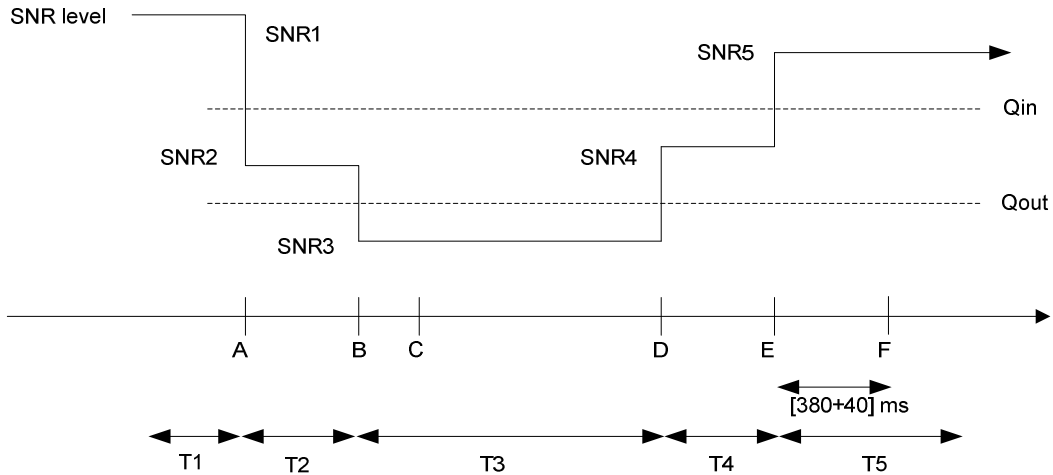 SNR level
SNR1
SNR5
Qin
SNR2
SNR4
Qout
SNR3
A B C D E F
[380+40] ms
T1 T2 T3 T4 T5